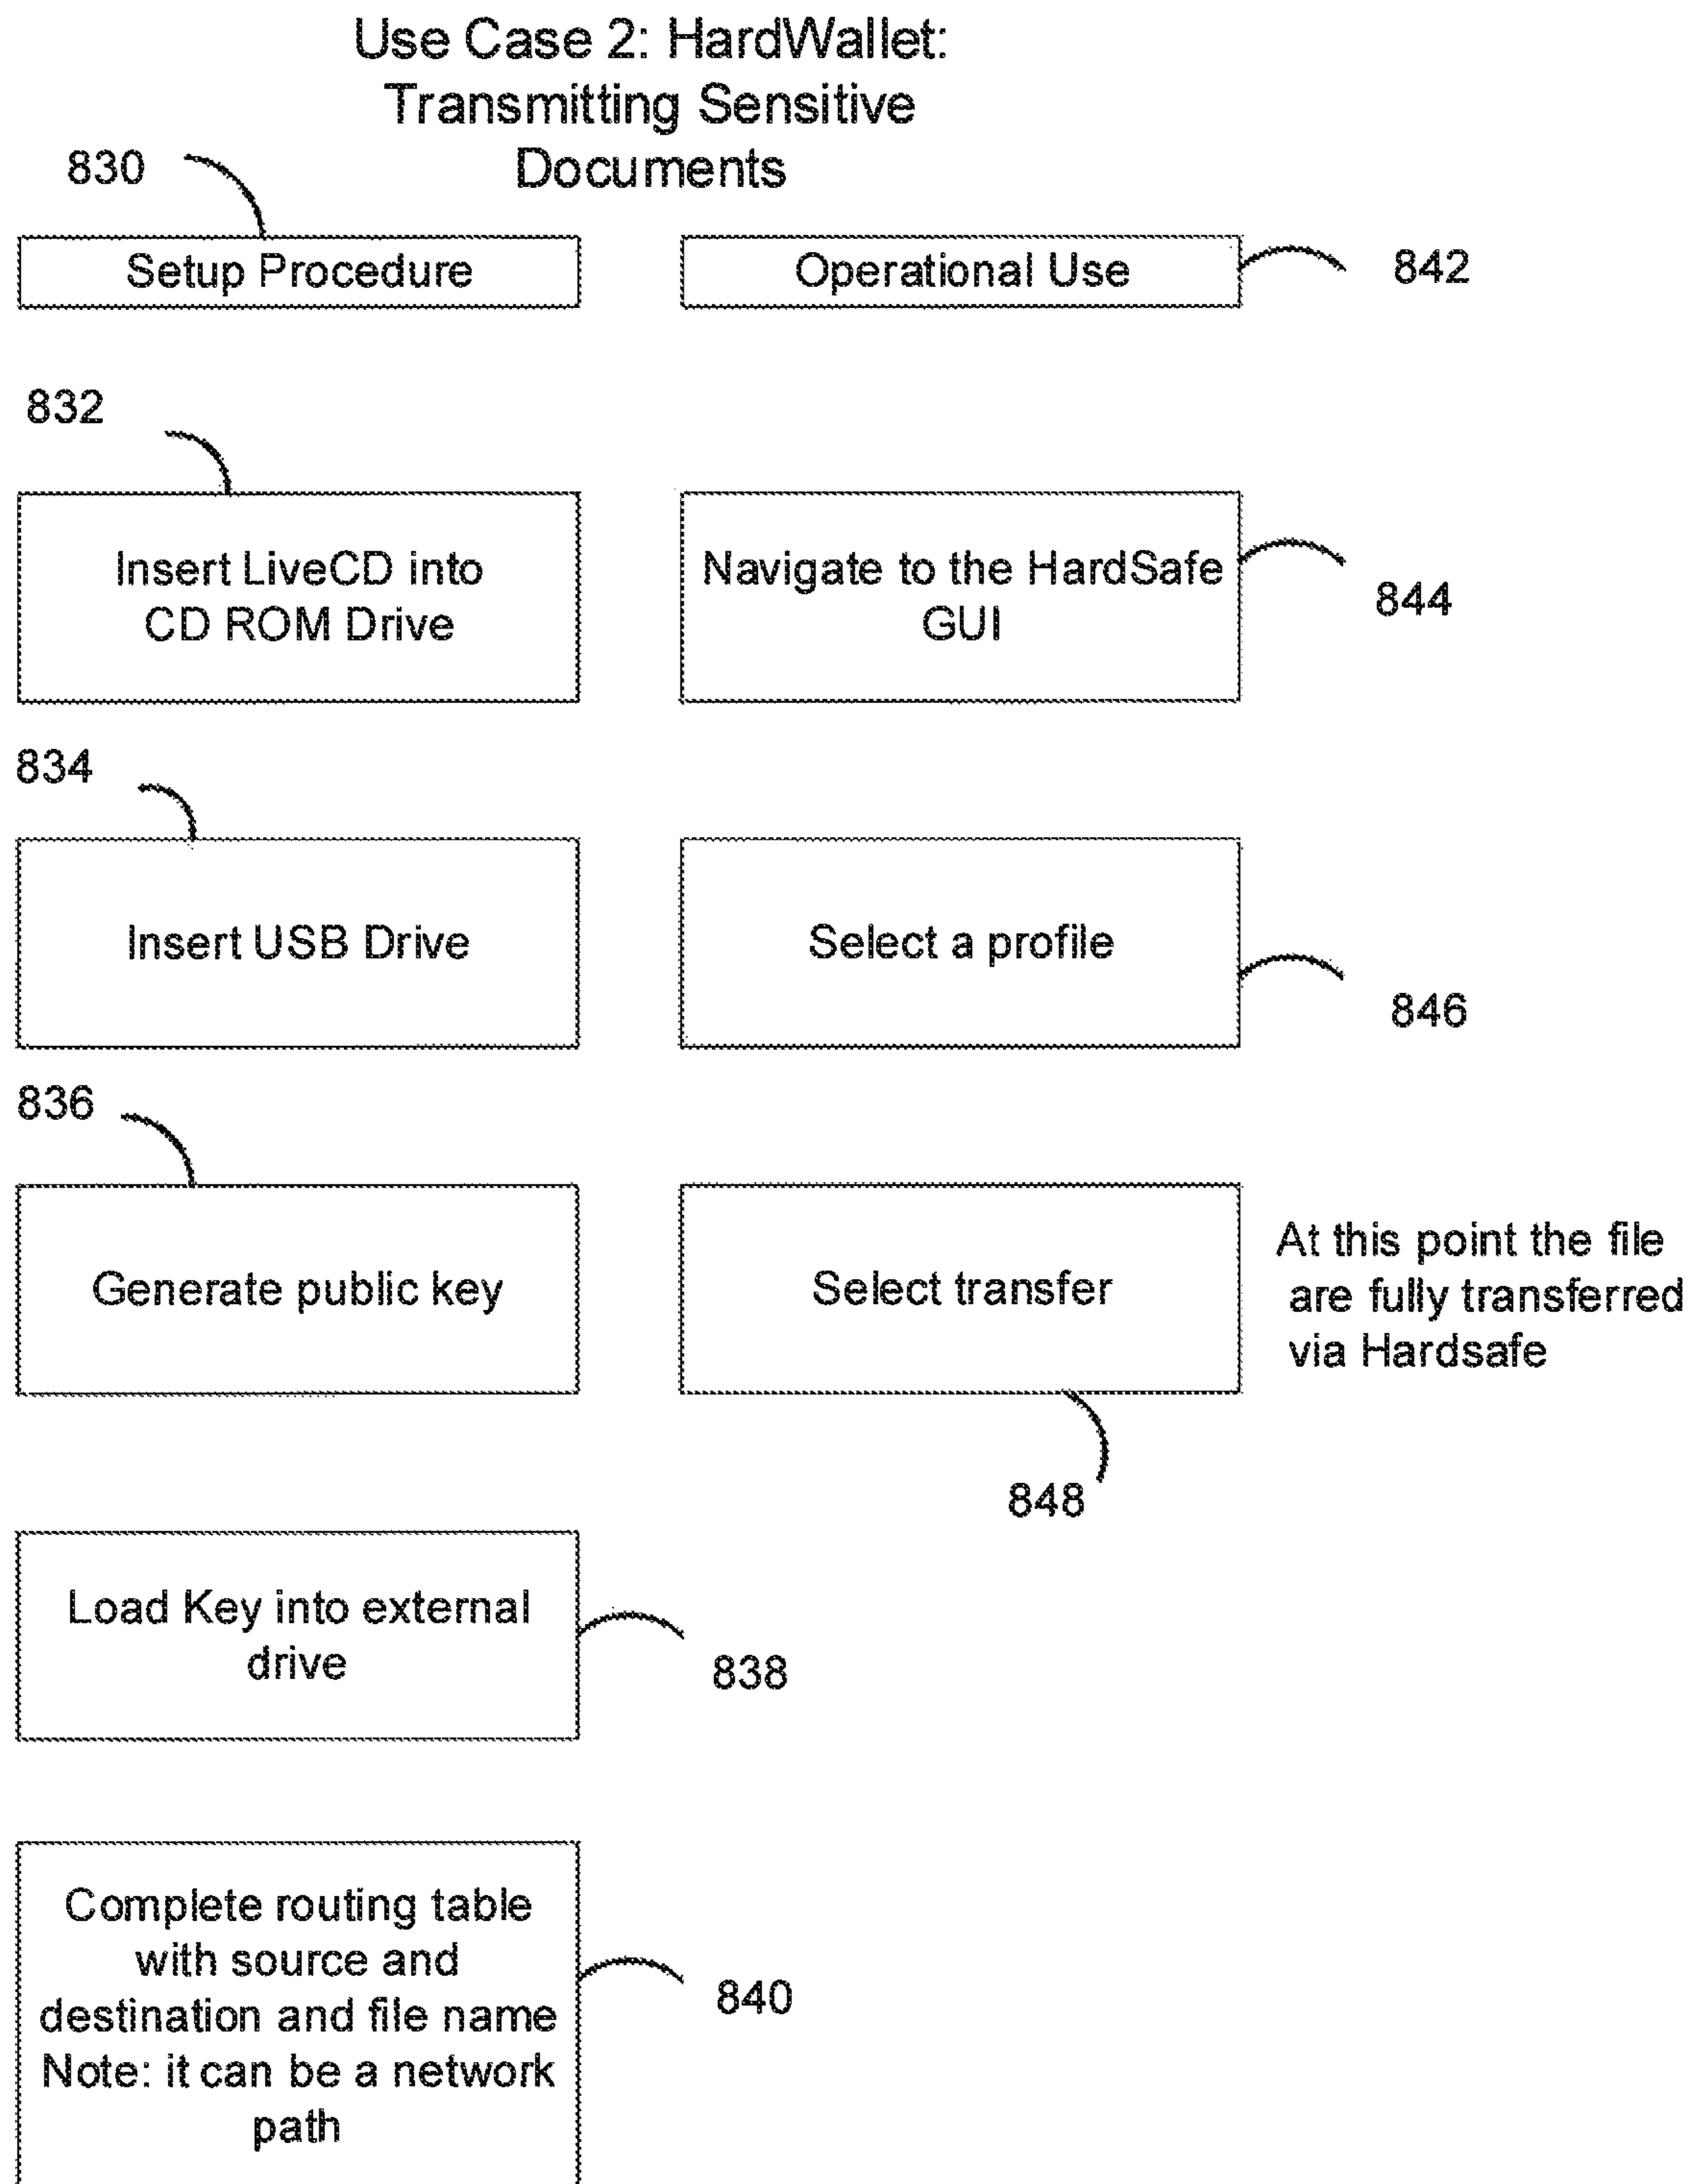 Use Case 2: HardWallet:
Transmitting Sensitive
Documents
830
Setup Procedure
Operational Use
842
832
Insert LiveCD into
CD ROM Drive
Navigate to the HardSafe
GUI
844
834
Insert USB Drive
Select a profile
846
836
Generate public key
Select transfer
At this point the file
are fully transferred
via Hardsafe
848
Load Key into external
drive
838
Complete routing table
with source and
destination and file name
Note: it can be a network
path
840